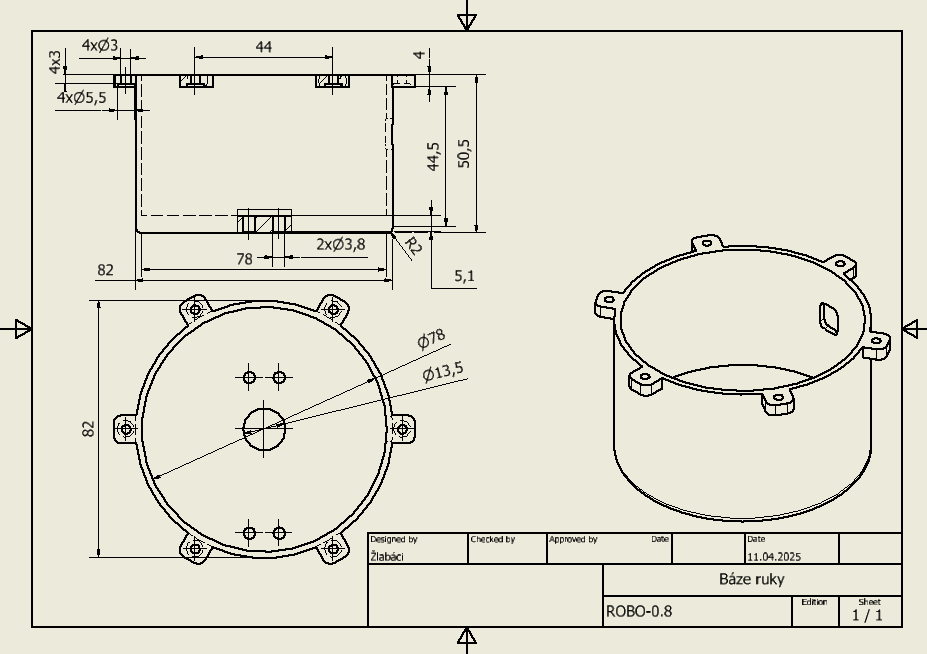 4xØ3
44
4x3
4
4xØ5,5
44,5
50,5
2xØ3,8
R2
78
82
5,1
Ø78
Ø13,5
82
Designed by
Checked by
Approved by
Date
Date
Žlabáci
11.04.2025
Báze ruky
ROBO-0.8
Edition
Sheet
1 / 1